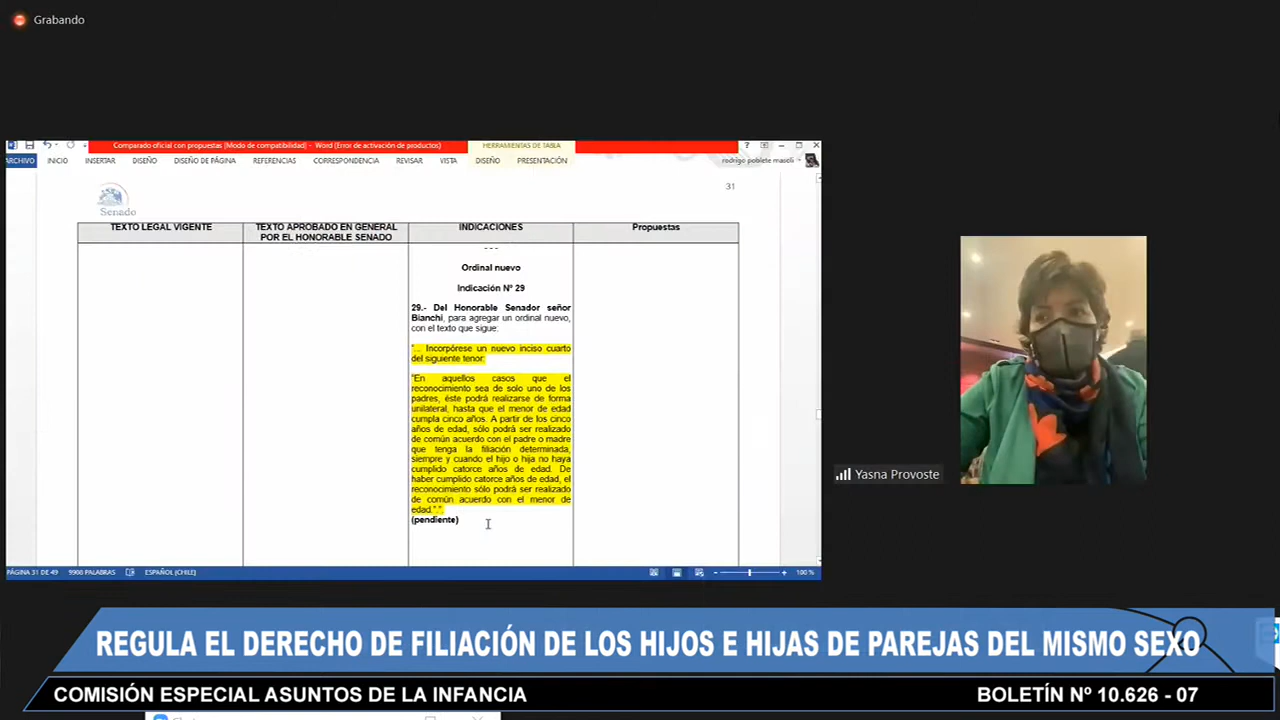 Grabando
Comparado oficial con propuestas [Modo de compatibilidad] - Word (Error de activación de productos)
HERRAMIENTAS DE TABLA
?
ARCHIVO INICIO INSERTAR DISEÑO DISEÑO DE PÁGINA REFERENCIAS CORRESPONDENCIA REVISAR VISTA DISEÑO PRESENTACIÓN
rodrigo poblete
Senado
31
TEXTO LEGAL VIGENTE
TEXTO APROBADO EN GENERAL
POR EL HONORABLE SENADO
INDICACIONES
Propuestas
- - -
Ordinal nuevo
Indicación Nº 29
29.- Del Honorable Senador señor
Bianchi, para agregar un ordinal nuevo,
con el texto que sigue:
"... Incorpórese un nuevo inciso cuarto
del siguiente tenor:
"En aquellos casos que el
reconocimiento sea de solo uno de los
padres, éste podrá realizarse de forma
unilateral, hasta que el menor de edad
cumpla cinco años. A partir de los cinco
años de edad, sólo podrá ser realizado
de común acuerdo con el padre o madre
que tenga la filiación determinada,
siempre y cuando el hijo o hija no haya
cumplido catorce años de edad. De
haber cumplido catorce años de edad, el
reconocimiento sólo podrá ser realizado
de común acuerdo con el menor de
edad.".".
(pendiente)
PÁGINA 31 DE 49 9908 PALABRAS ESPAÑOL (CHILE)
100 %
Yasna Provoste
REGULA EL DERECHO DE FILIACIÓN DE LOS HIJOS E HIJAS DE PAREJAS DEL MISMO SEXO
COMISIÓN ESPECIAL ASUNTOS DE LA INFANCIA
BOLETÍN Nº 10.626 - 07